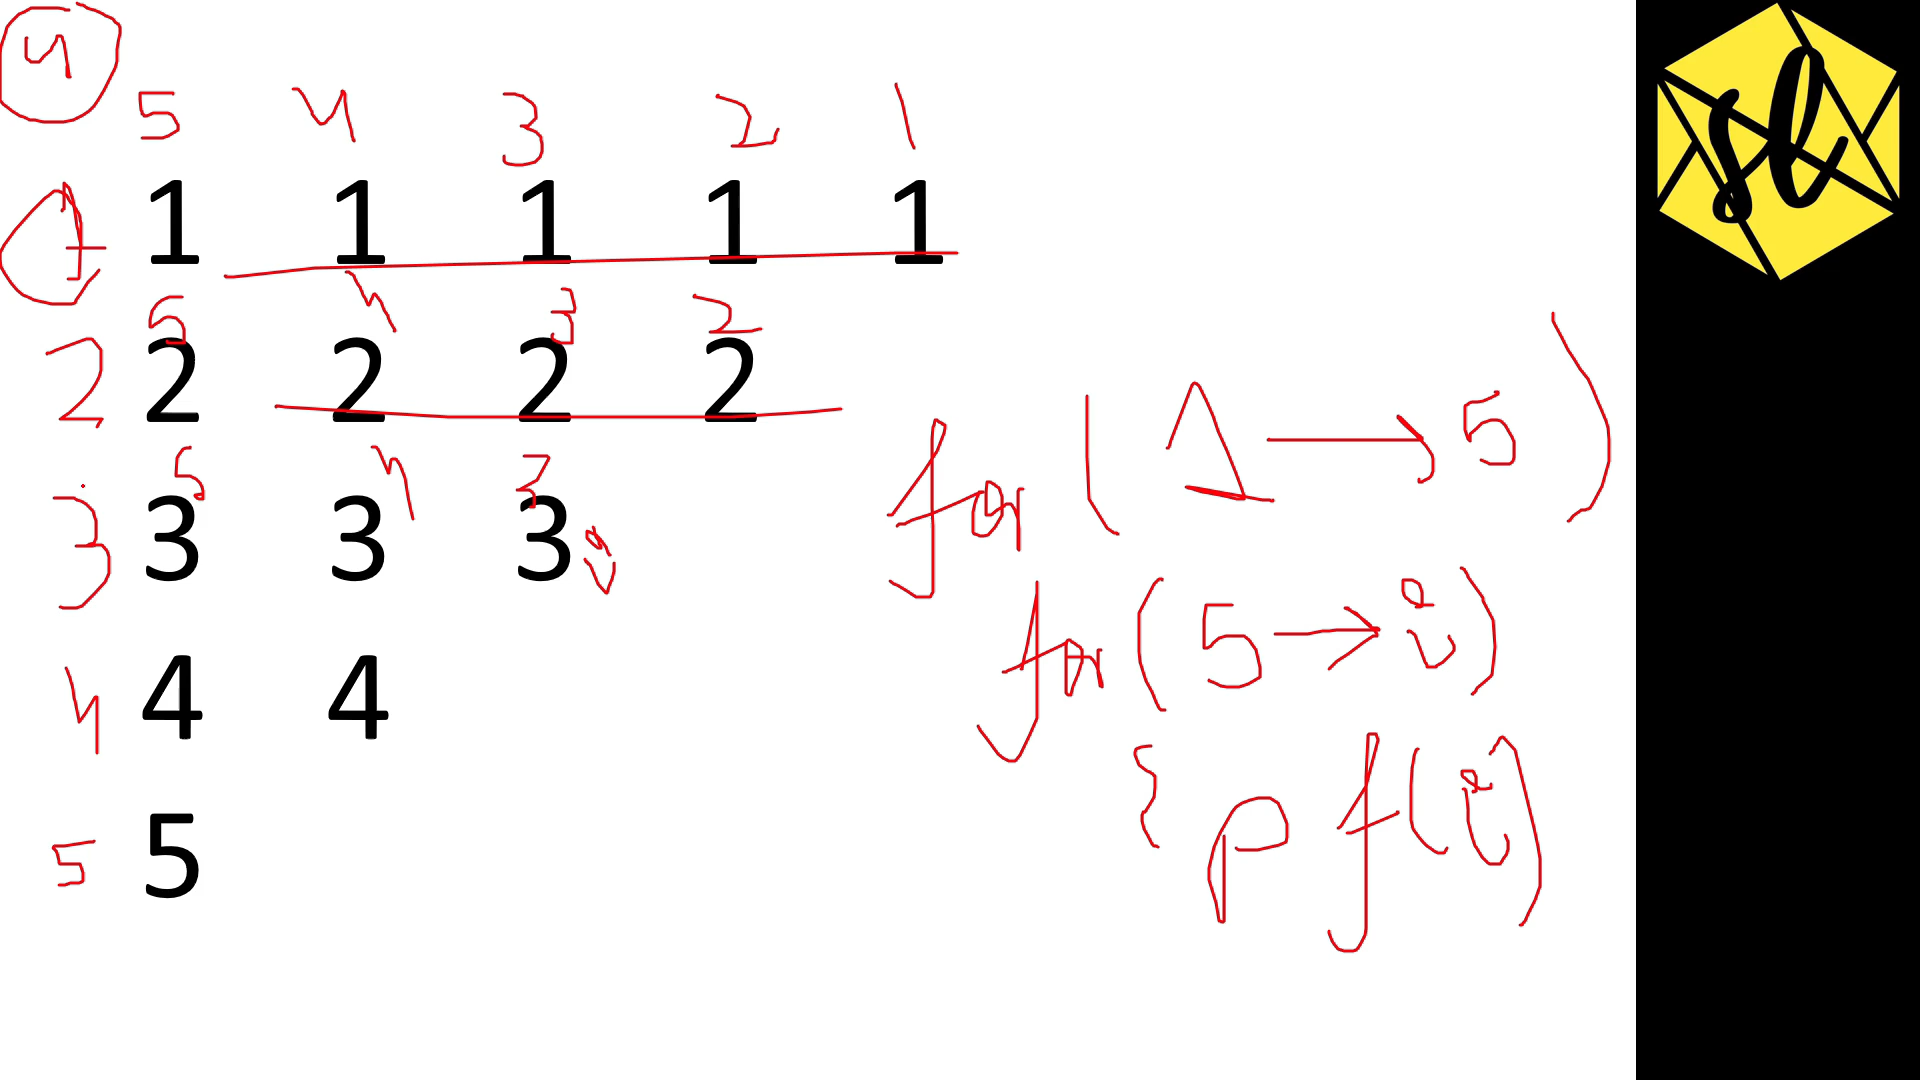 4
5 4 3 2 1
1 1 1 1 1 1
5 4 3 2
2 2 2 2 2
5 4 3
3 3 3 3 i
4 4 4
5 5
for ( 1 → 5 )
for ( 5 → i )
{ pf(i)
sl